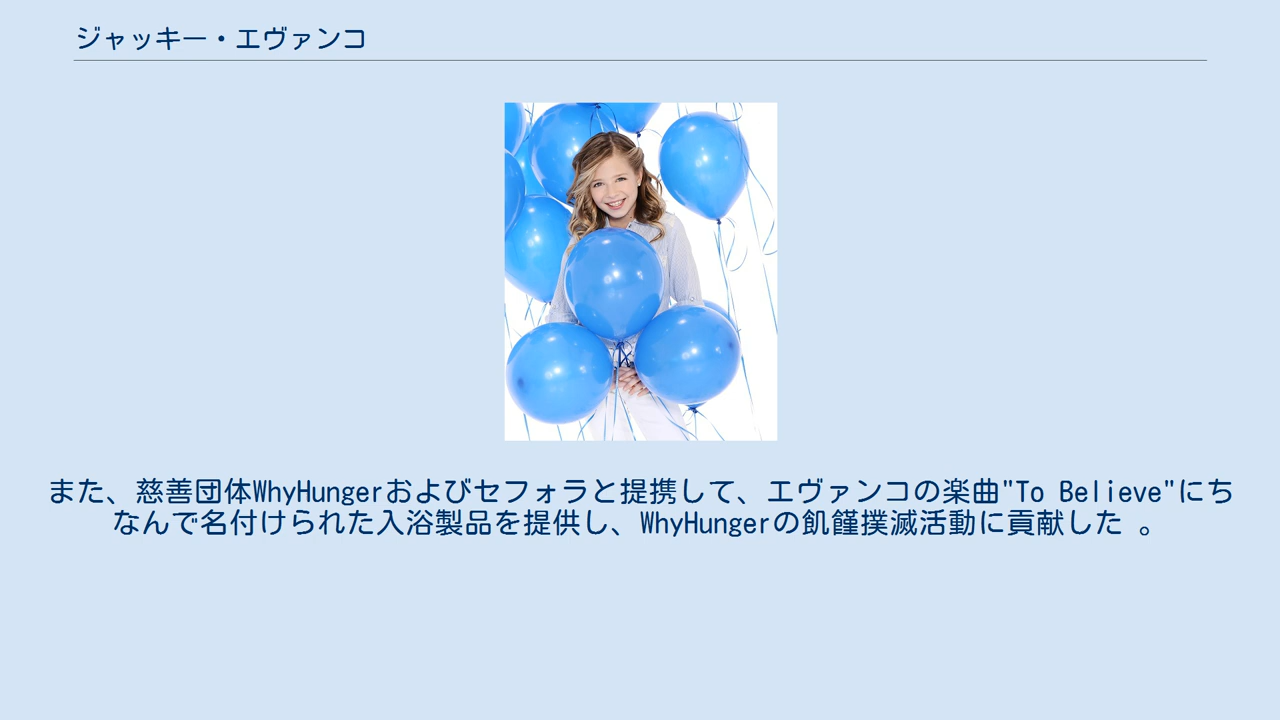 ジャッキー・エヴァンコ
また、慈善団体WhyHungerおよびセフォラと提携して、エヴァンコの楽曲"To Believe"にち
なんで名付けられた入浴製品を提供し、WhyHungerの飢饉撲滅活動に貢献した 。